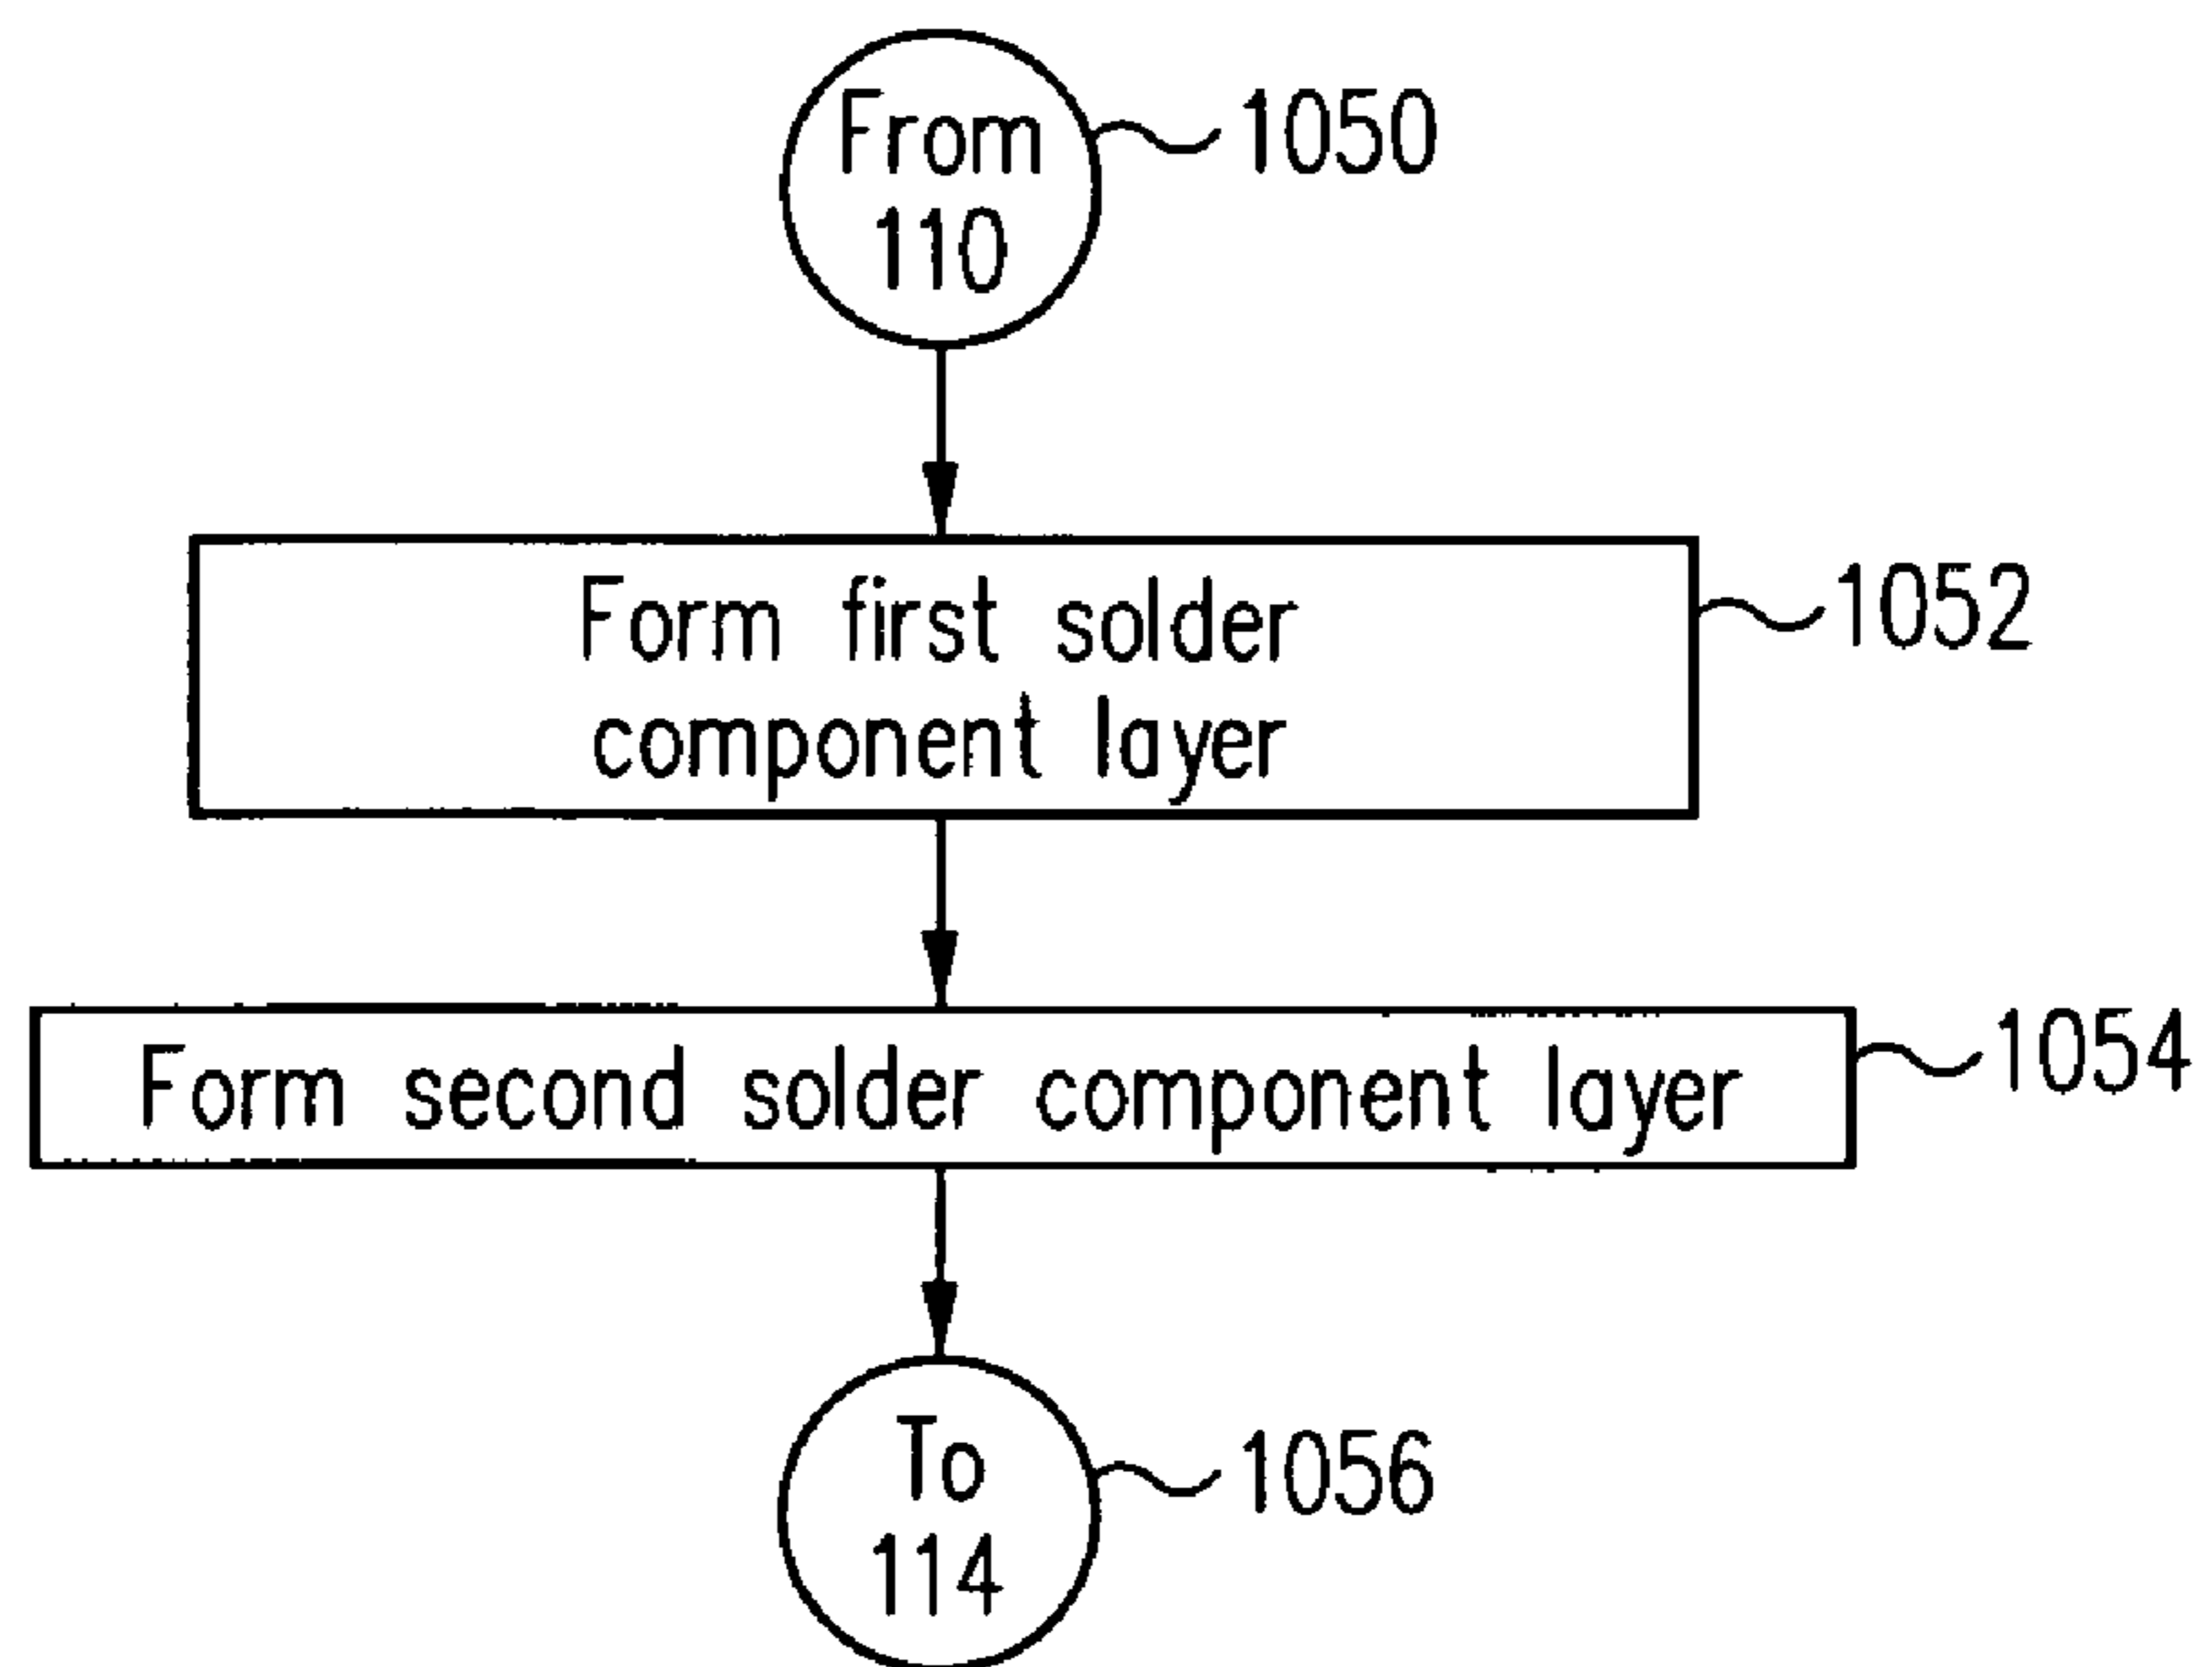 From
110
1050
Form first solder
component layer
1052
Form second solder component layer
1054
To
114
1056